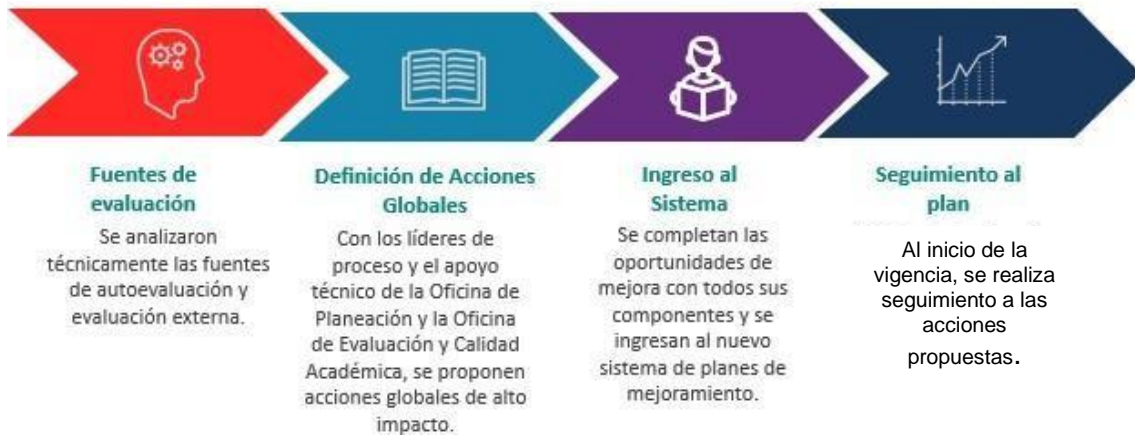 Fuentes de
evaluación
Se analizaron
técnicamente las fuentes
de autoevaluación y
evaluación externa.
Definición de Acciones
Globales
Con los líderes de
proceso y el apoyo
técnico de la Oficina de
Planeación y la Oficina
de Evaluación y Calidad
Académica, se proponen
acciones globales de alto
impacto.
Ingreso al
Sistema
Se completan las
oportunidades de
mejora con todos sus
componentes y se
ingresan al nuevo
sistema de planes de
mejoramiento.
Seguimiento al
plan
Al inicio de la
vigencia, se realiza
seguimiento a las
acciones
propuestas.